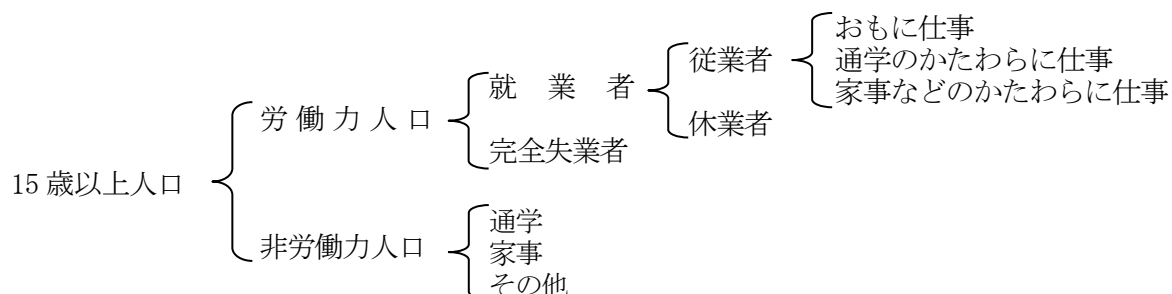 おもに仕事
従業者
通学のかたわらに仕事
就業者
家事などのかたわらに仕事
労働力人口
休業者
完全失業者
15歳以上人口
通学
非労働力人口
家事
その他